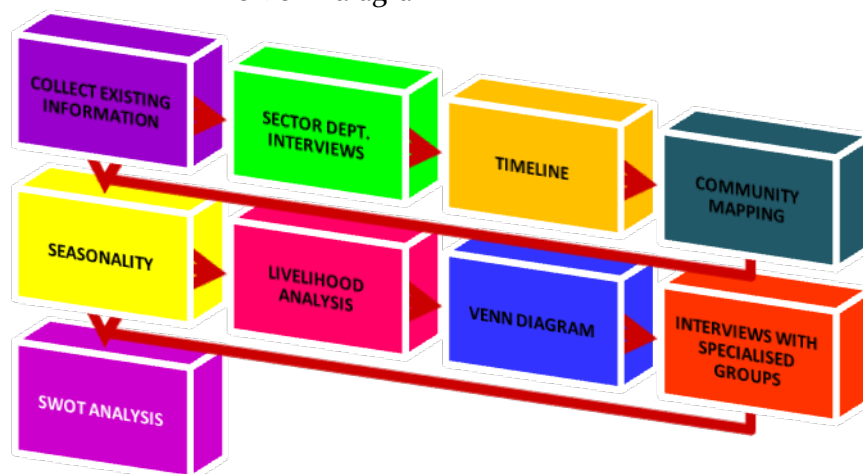 COLLECT EXISTING
INFORMATION
SECTOR DEPT.
INTERVIEWS
TIMELINE
COMMUNITY
MAPPING
SEASONALITY
LIVELIHOOD
ANALYSIS
VENN DIAGRAM
INTERVIEWS WITH
SPECIALISED
GROUPS
SWOT ANALYSIS